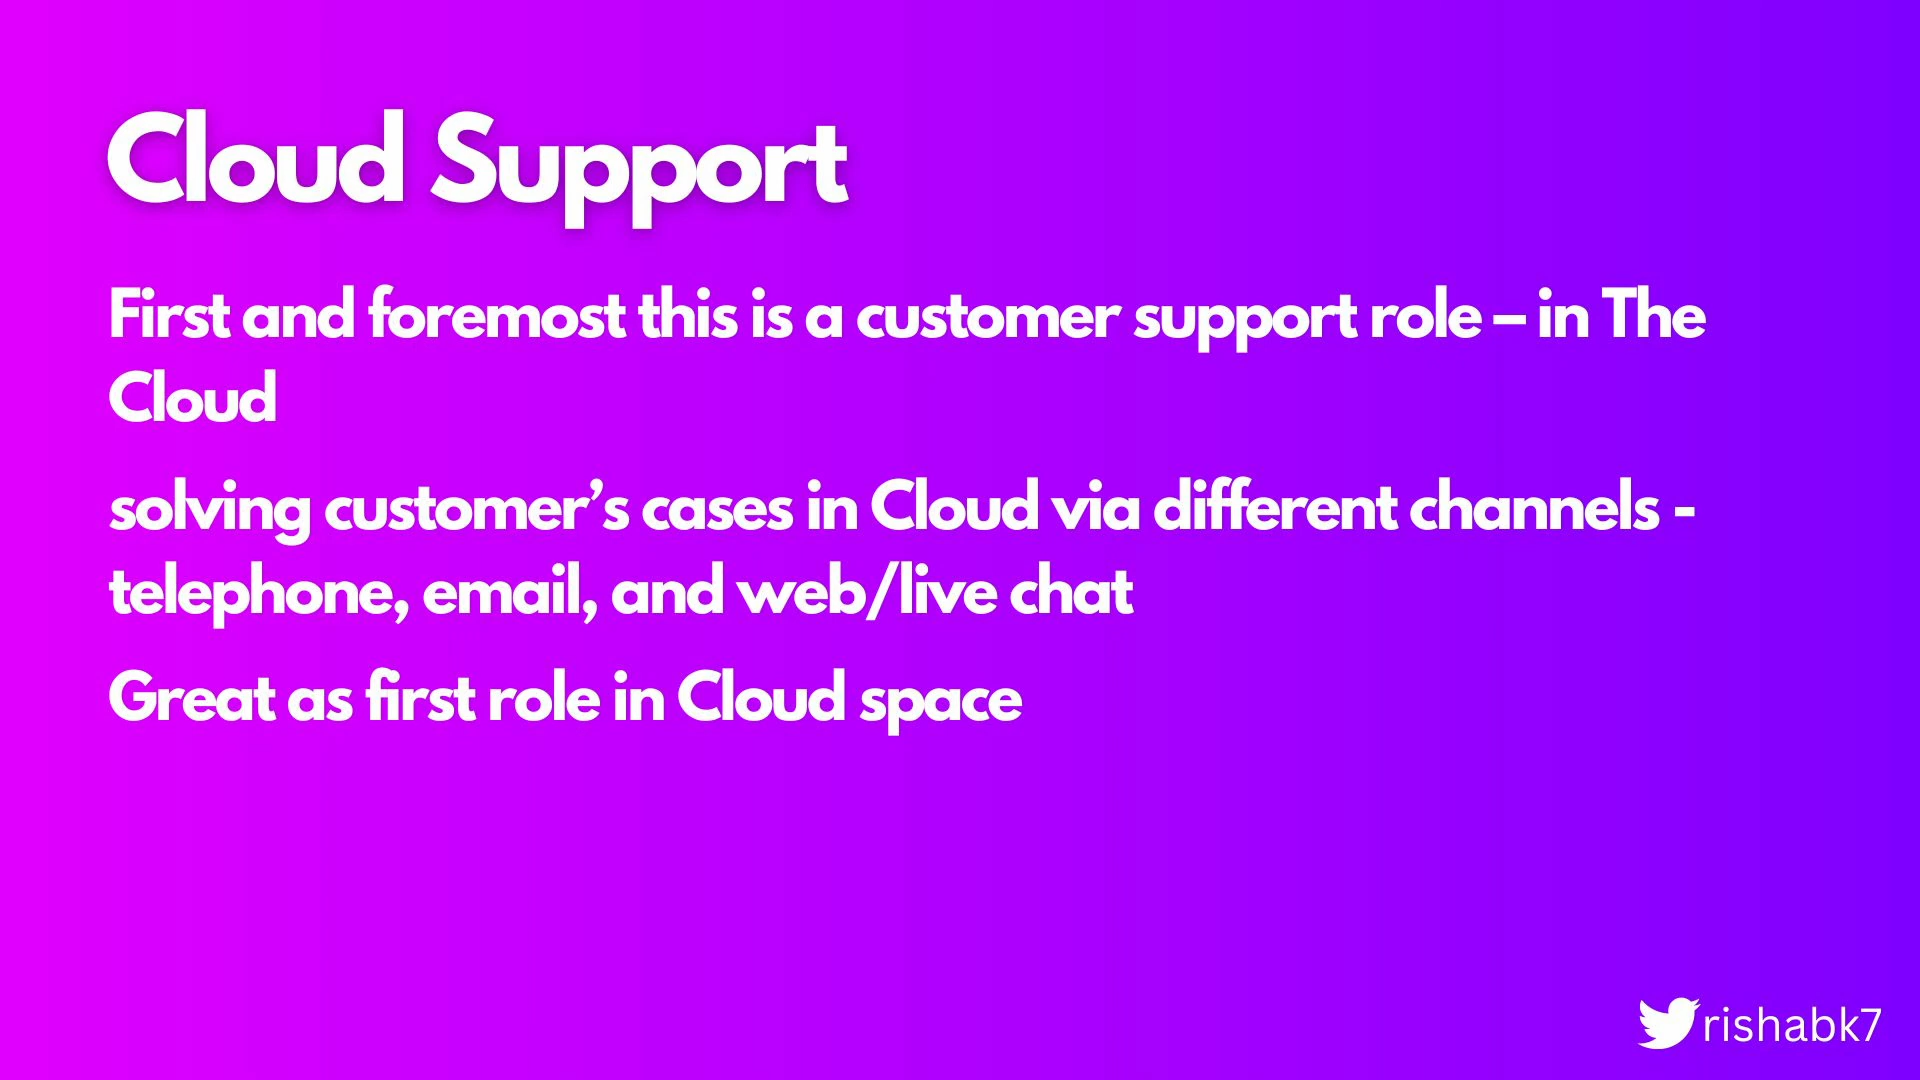 Cloud Support
First and foremost this is a customer support role – in The
Cloud
solving customer’s cases in Cloud via different channels -
telephone, email, and web/live chat
Great as first role in Cloud space
rishabk7